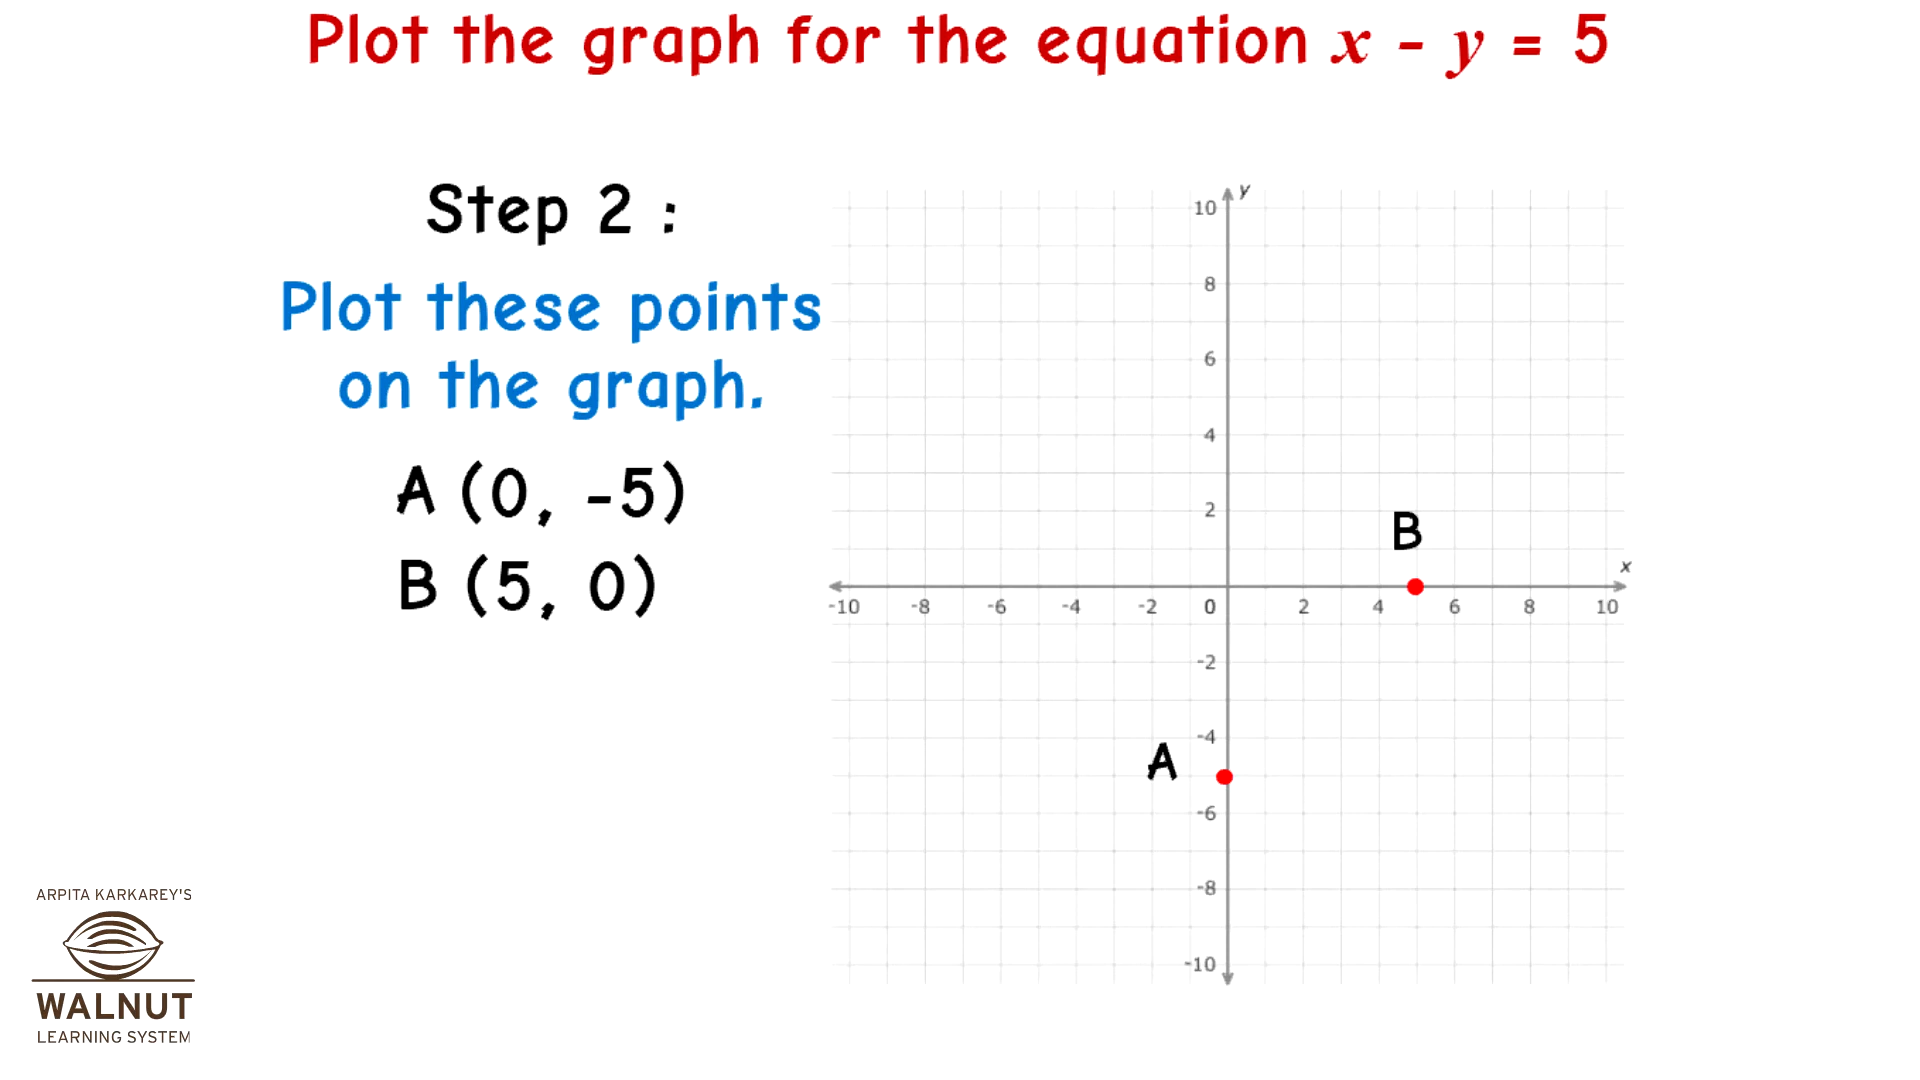 Plot the graph for the equation x - y = 5
Step 2 :
Plot these points
on the graph.
A (0, -5)
B (5, 0)
y
10
8
6
4
2
B
x
-10 -8 -6 -4 -2 0 2 4 6 8 10
-2
-4
A
-6
-8
-10
ARPITA KARKAREY'S
WALNUT
LEARNING SYSTEM